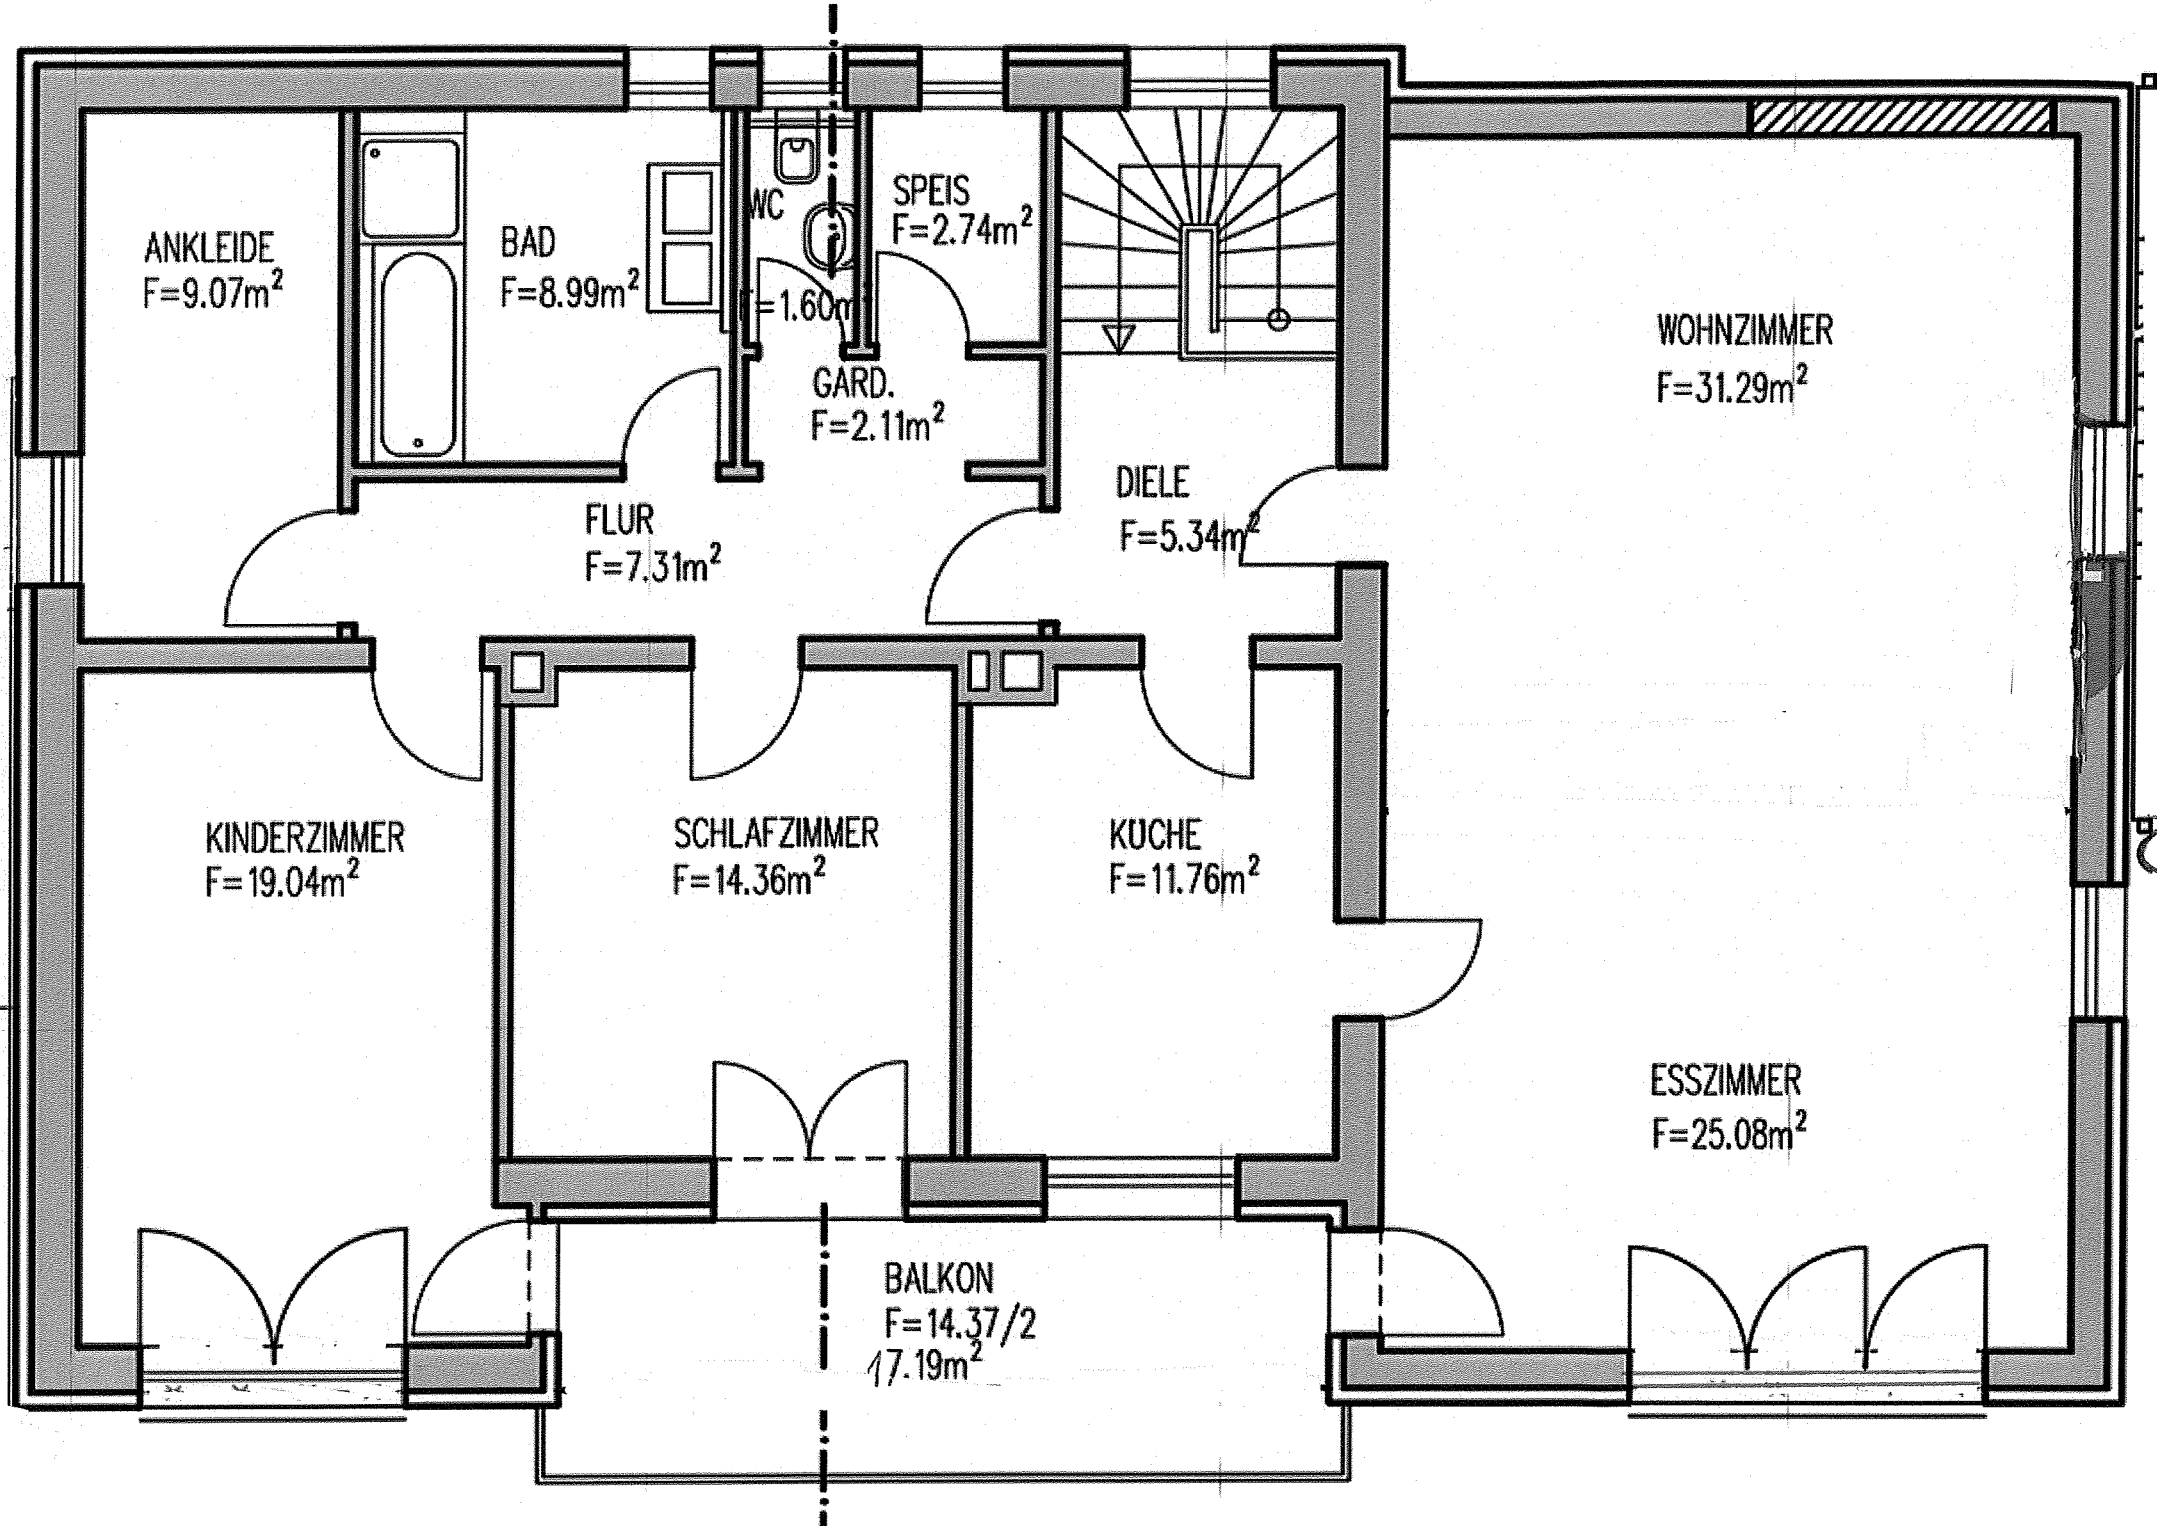 ANKLEIDE
F=9.07m²
BAD
F=8.99m²
WC
F=1.60m²
SPEIS
F=2.74m²
GARD.
F=2.11m²
FLUR
F=7.31m²
DIELE
F=5.34m²
WOHNZIMMER
F=31.29m²
KINDERZIMMER
F=19.04m²
SCHLAFZIMMER
F=14.36m²
KÜCHE
F=11.76m²
ESSZIMMER
F=25.08m²
BALKON
F=14.37/2
7.19m²